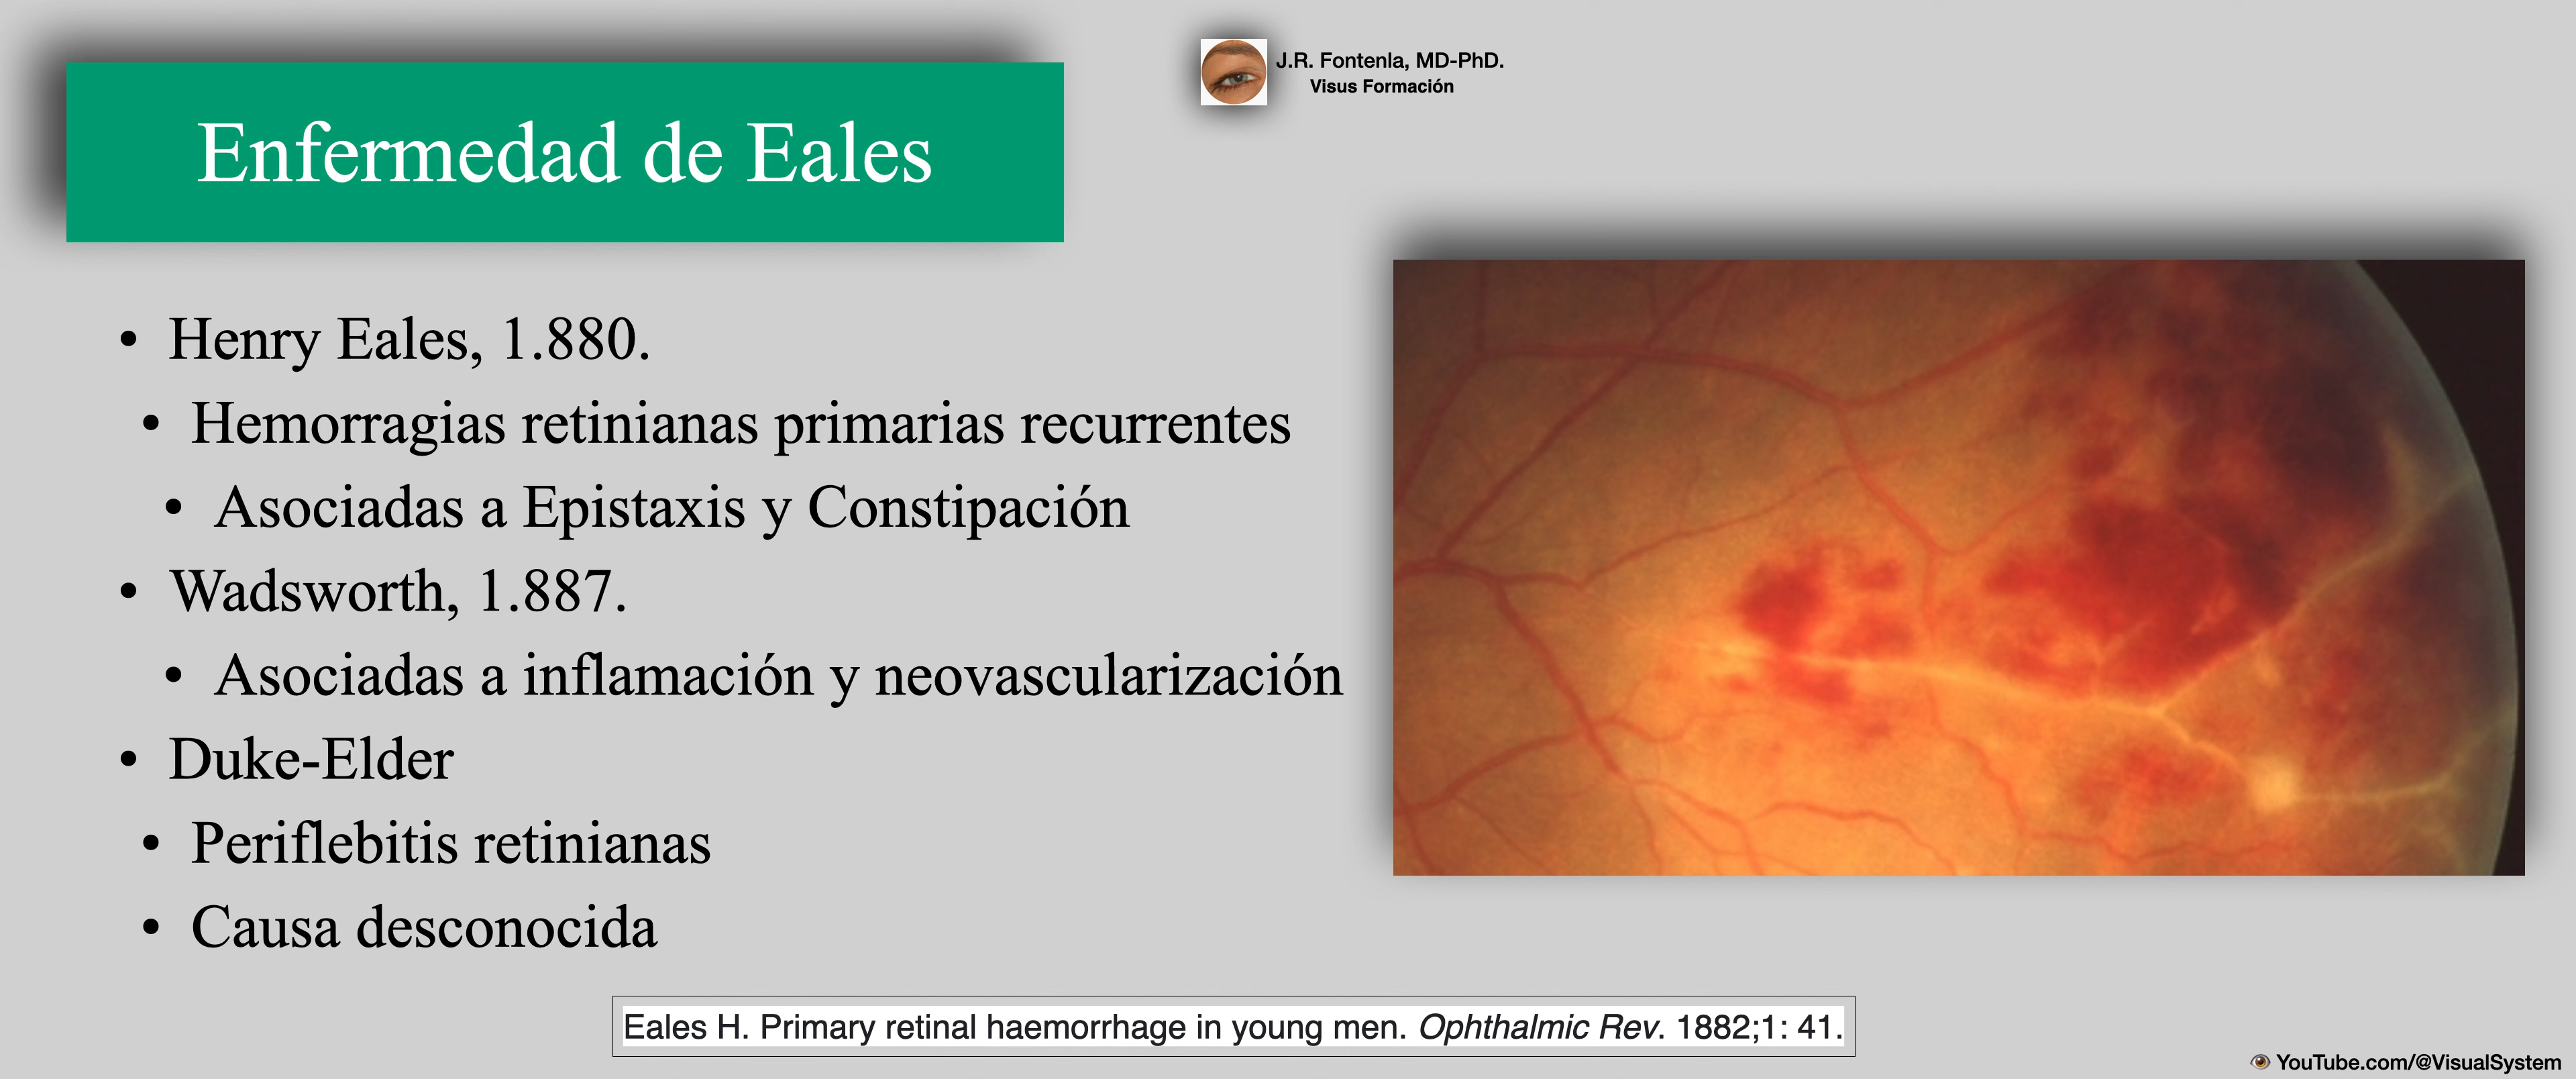 J.R. Fontenla, MD-PhD.
Visus Formación
Enfermedad de Eales
• Henry Eales, 1.880.
• Hemorragias retinianas primarias recurrentes
• Asociadas a Epistaxis y Constipación
• Wadsworth, 1.887.
• Asociadas a inflamación y neovascularización
• Duke-Elder
• Periflebitis retinianas
• Causa desconocida
Eales H. Primary retinal haemorrhage in young men. Ophthalmic Rev. 1882;1: 41.
YouTube.com/@VisualSystem